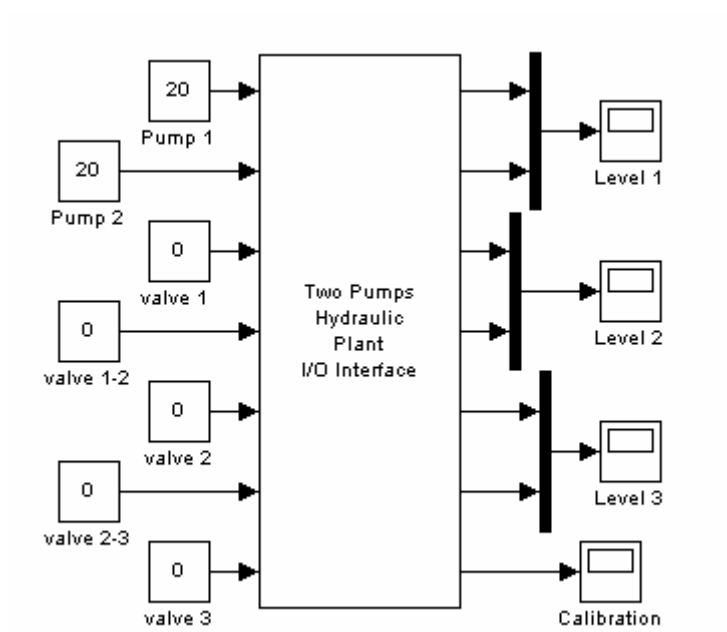 20
Pump 1
20
Pump 2
0
valve 1
0
valve 1-2
0
valve 2
0
valve 2-3
0
valve 3
Two Pumps
Hydraulic
Plant
I/O Interface
Level 1
Level 2
Level 3
Calibration